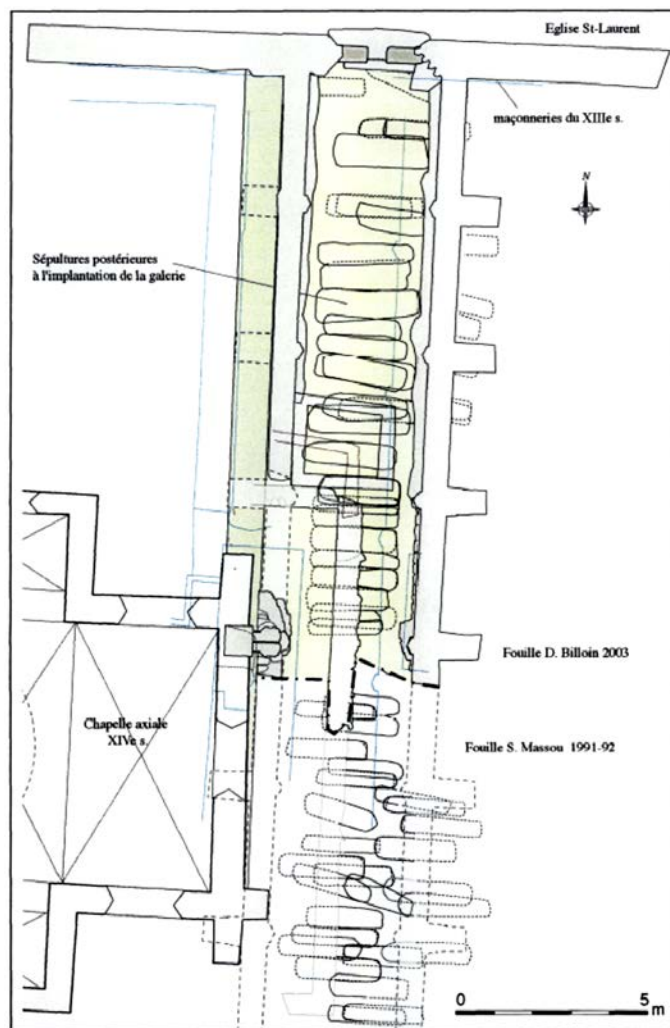 Eglise St-Laurent
maçonneries du XIIIe s.
N
Sépultures postérieures
à l'implantation de la galerie
Fouille D. Billoin 2003
Chapelle axiale
XIVe s.
Fouille S. Massou 1991-92
0 5
m